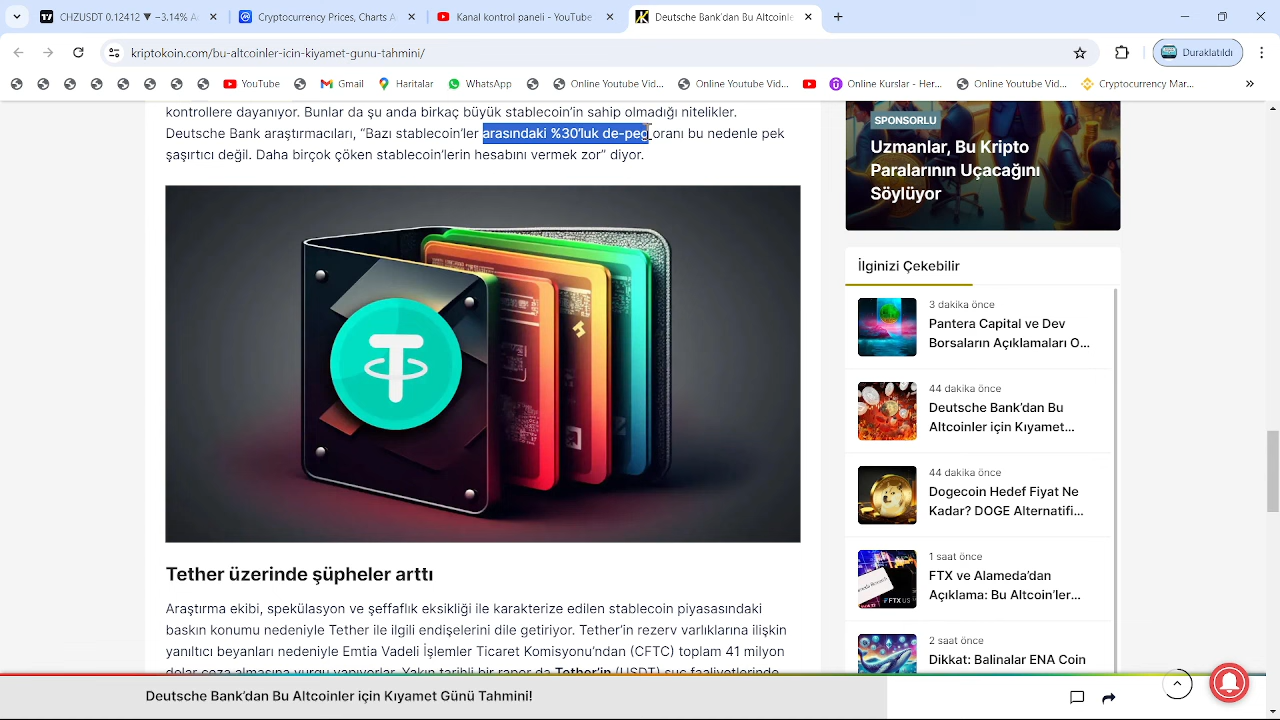 CHZUSD 0.12412 ▼ −3.14% A
Cryptocurrency Prices, Charts A
Kanal kontrol paneli - YouTube
Deutsche Bank'dan Bu Altcoinle
kriptokoin.com/bu-altcoinler-icin-kiyamet-gunu-tahmini/
Duraklatıldı
YouTube
Gmail
Haritalar
WhatsApp
Online Youtube Vid...
Online Youtube Vid...
Online Kurslar - Her...
Online Youtube Vid...
Cryptocurrency Mar...
kontrollere dayanıyor. Bunlar da şu anda birkaç büyük stablecoin'in sahip olmadığı nitelikler.
Deutsche Bank araştırmacıları, "Bazı stablecoin'ler arasındaki %30'luk de-peg oranı bu nedenle pek
şaşırtıcı değil. Daha birçok çöken stablecoin'lerin hesabını vermek zor" diyor.
Tether üzerinde şüpheler arttı
ekibi, spekülasyon ve şeffaflık eksikliği ile karakterize edilen stablecoin piyasasındaki
baskın konumu nedeniyle Tether ile ilgili endişelerini dile getiriyor. Tether'in rezerv varlıklarına ilişkin
yanıltıcı beyanları nedeniyle Emtia Vadeli İşlemler Ticaret Komisyonu'ndan (CFTC) toplam 41 milyon
Tether'in (USDT) suç faaliyetlerinde
SPONSORLU
Uzmanlar, Bu Kripto
Paralarının Uçacağını
Söylüyor
İlginizi Çekebilir
3 dakika önce
Pantera Capital ve Dev
Borsaların Açıklamaları O...
44 dakika önce
Deutsche Bank'dan Bu
Altcoinler için Kıyamet...
44 dakika önce
Dogecoin Hedef Fiyat Ne
Kadar? DOGE Alternatifi...
1 saat önce
FTX ve Alameda'dan
Açıklama: Bu Altcoin'ler...
2 saat önce
Dikkat: Balinalar ENA Coin
Deutsche Bank'dan Bu Altcoinler için Kıyamet Günü Tahmini!